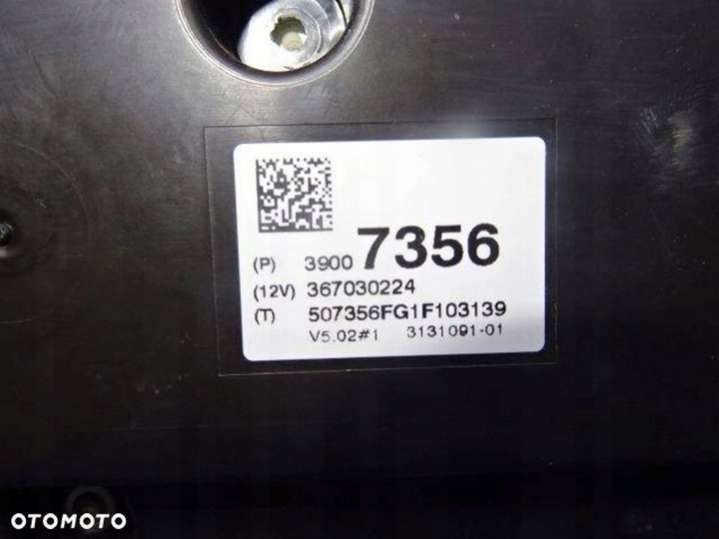 (P) 3900 7356
(12V) 367030224
(T) 507356FG1F103139
V5.02#1 3131091-01
OTOMOTO